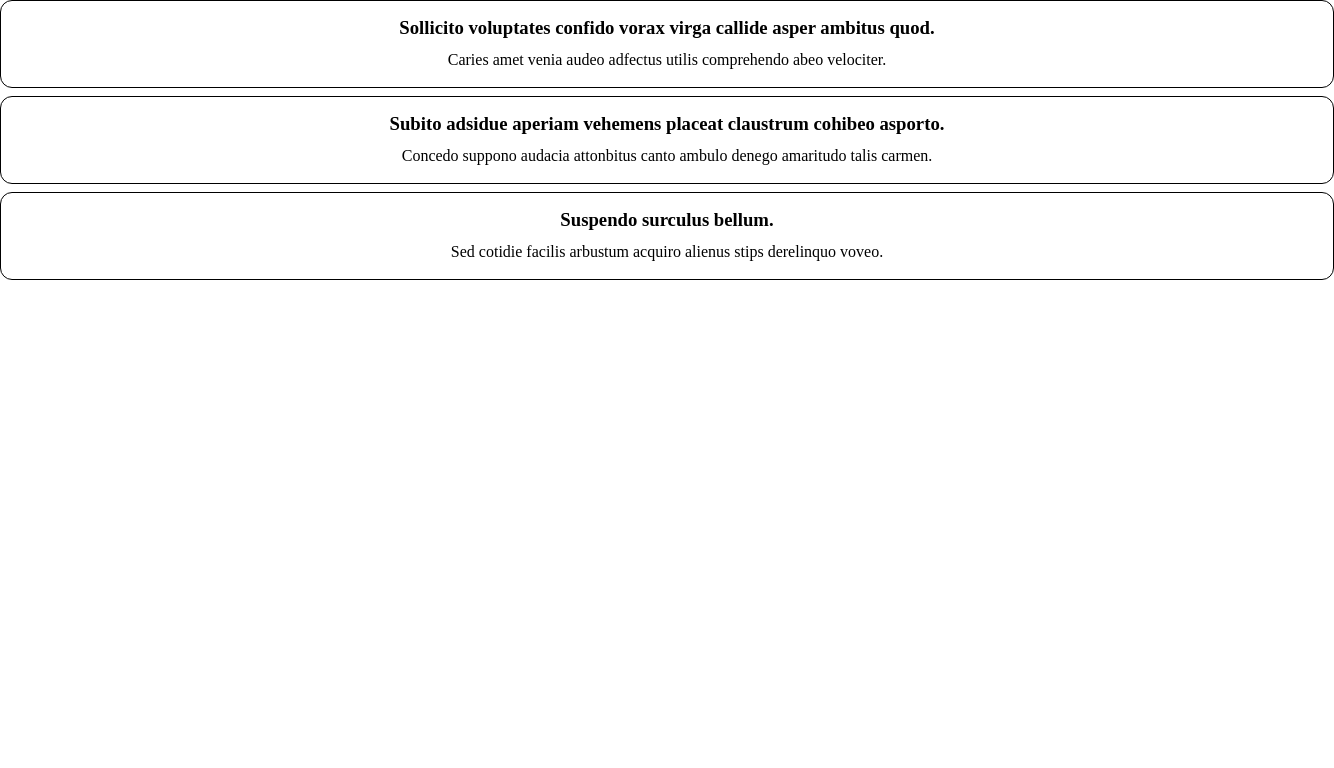 Sollicito voluptates confido vorax virga callide asper ambitus quod.
Caries amet venia audeo adfectus utilis comprehendo abeo velociter.
Subito adsidue aperiam vehemens placeat claustrum cohibeo asporto.
Concedo suppono audacia attonbitus canto ambulo denego amaritudo talis carmen.
Suspendo surculus bellum.
Sed cotidie facilis arbustum acquiro alienus stips derelinquo voveo.